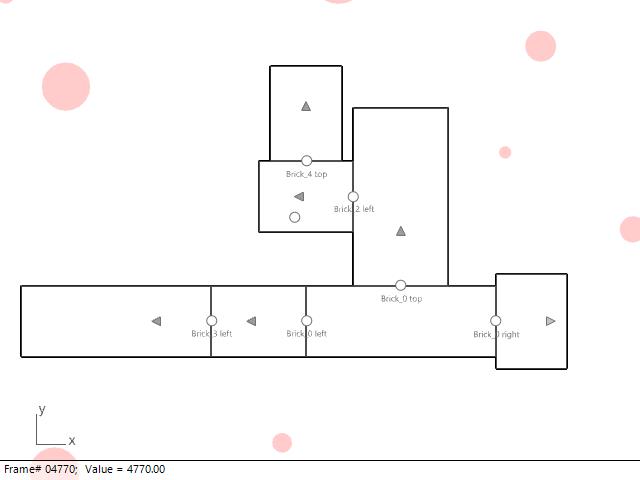 Brick_4 top
Brick_2 left
Brick_0 top
Brick_3 left
Brick_0 left
Brick_0 right
y
x
Frame# 04770; Value = 4770.00